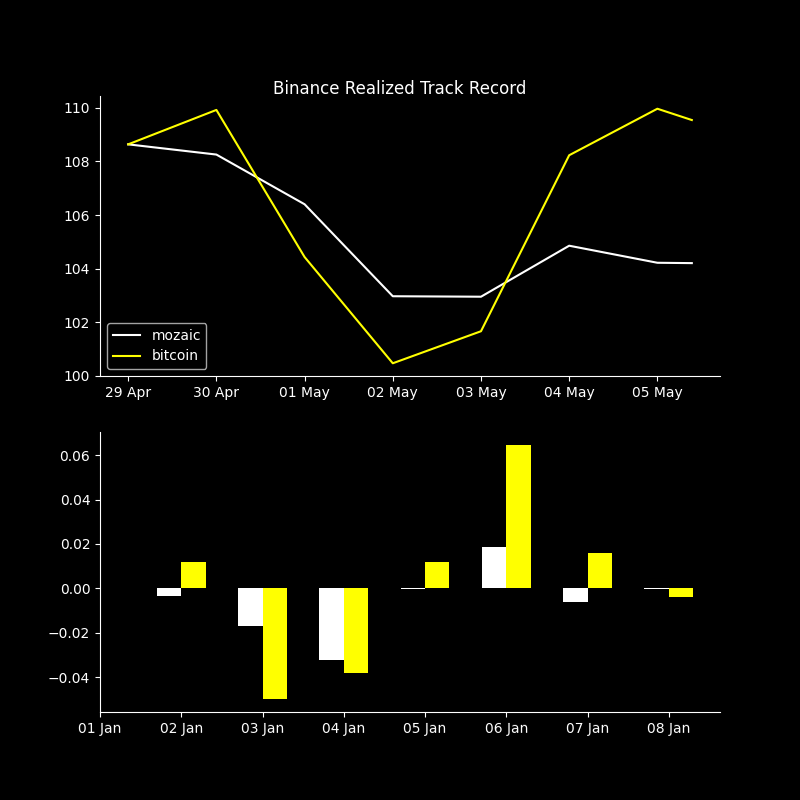 Binance Realized Track Record
110
108
106
104
102
100
mozaic
bitcoin
29 Apr 30 Apr 01 May 02 May 03 May 04 May 05 May
0.06
0.04
0.02
0.00
−0.02
−0.04
01 Jan 02 Jan 03 Jan 04 Jan 05 Jan 06 Jan 07 Jan 08 Jan